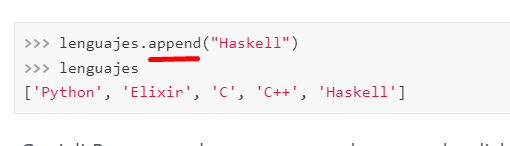 >>> lenguajes.append("Haskell")
>>> lenguajes
['Python', 'Elixir', 'C', 'C++', 'Haskell']